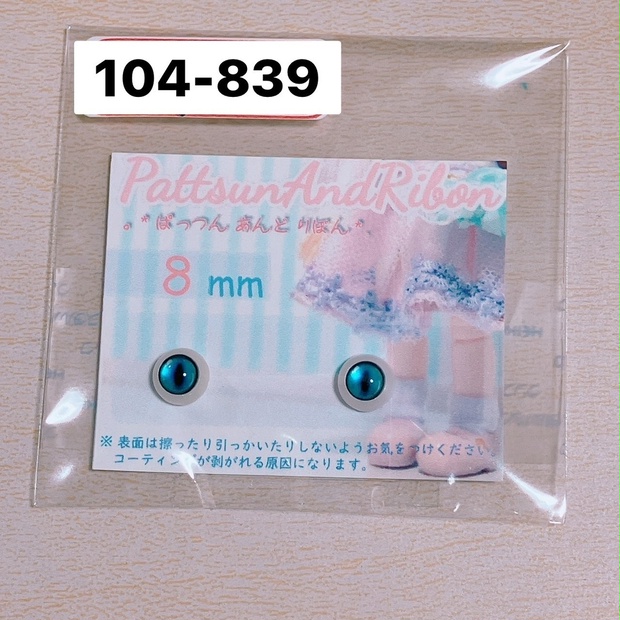 104-839
PattsunAndRibon
。*ぱっつん あんど りぼん*
8 mm
※ 表面は擦ったり引っかいたりしないようお気をつけください。
コーティングが剥がれる原因になります。